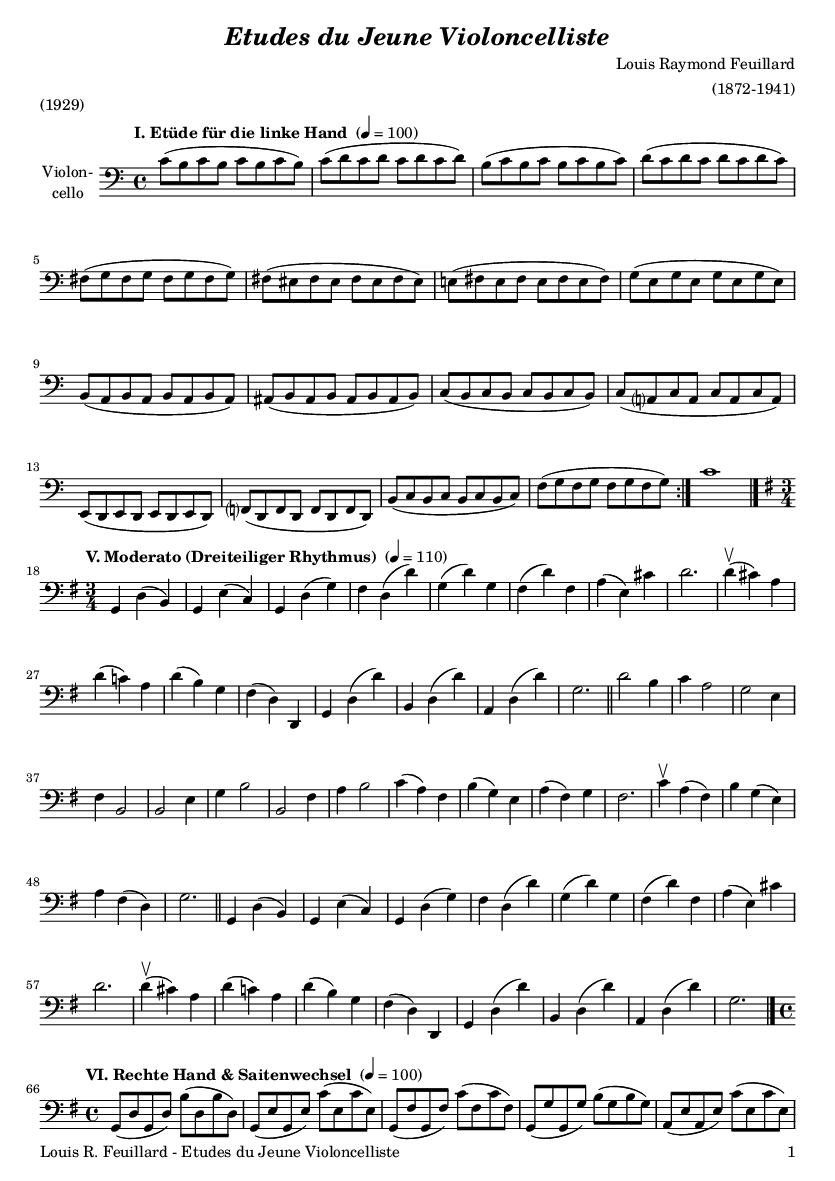 Etudes du Jeune Violoncelliste
Louis Raymond Feuillard
(1872-1941)
(1929)
I. Etüde für die linke Hand (♩ = 100)
Violon-
cello
5
9
13
V. Moderato (Dreiteiliger Rhythmus) (♩ = 110)
18
27
37
48
57
VI. Rechte Hand & Saitenwechsel (♩ = 100)
66
Louis R. Feuillard - Etudes du Jeune Violoncelliste 1